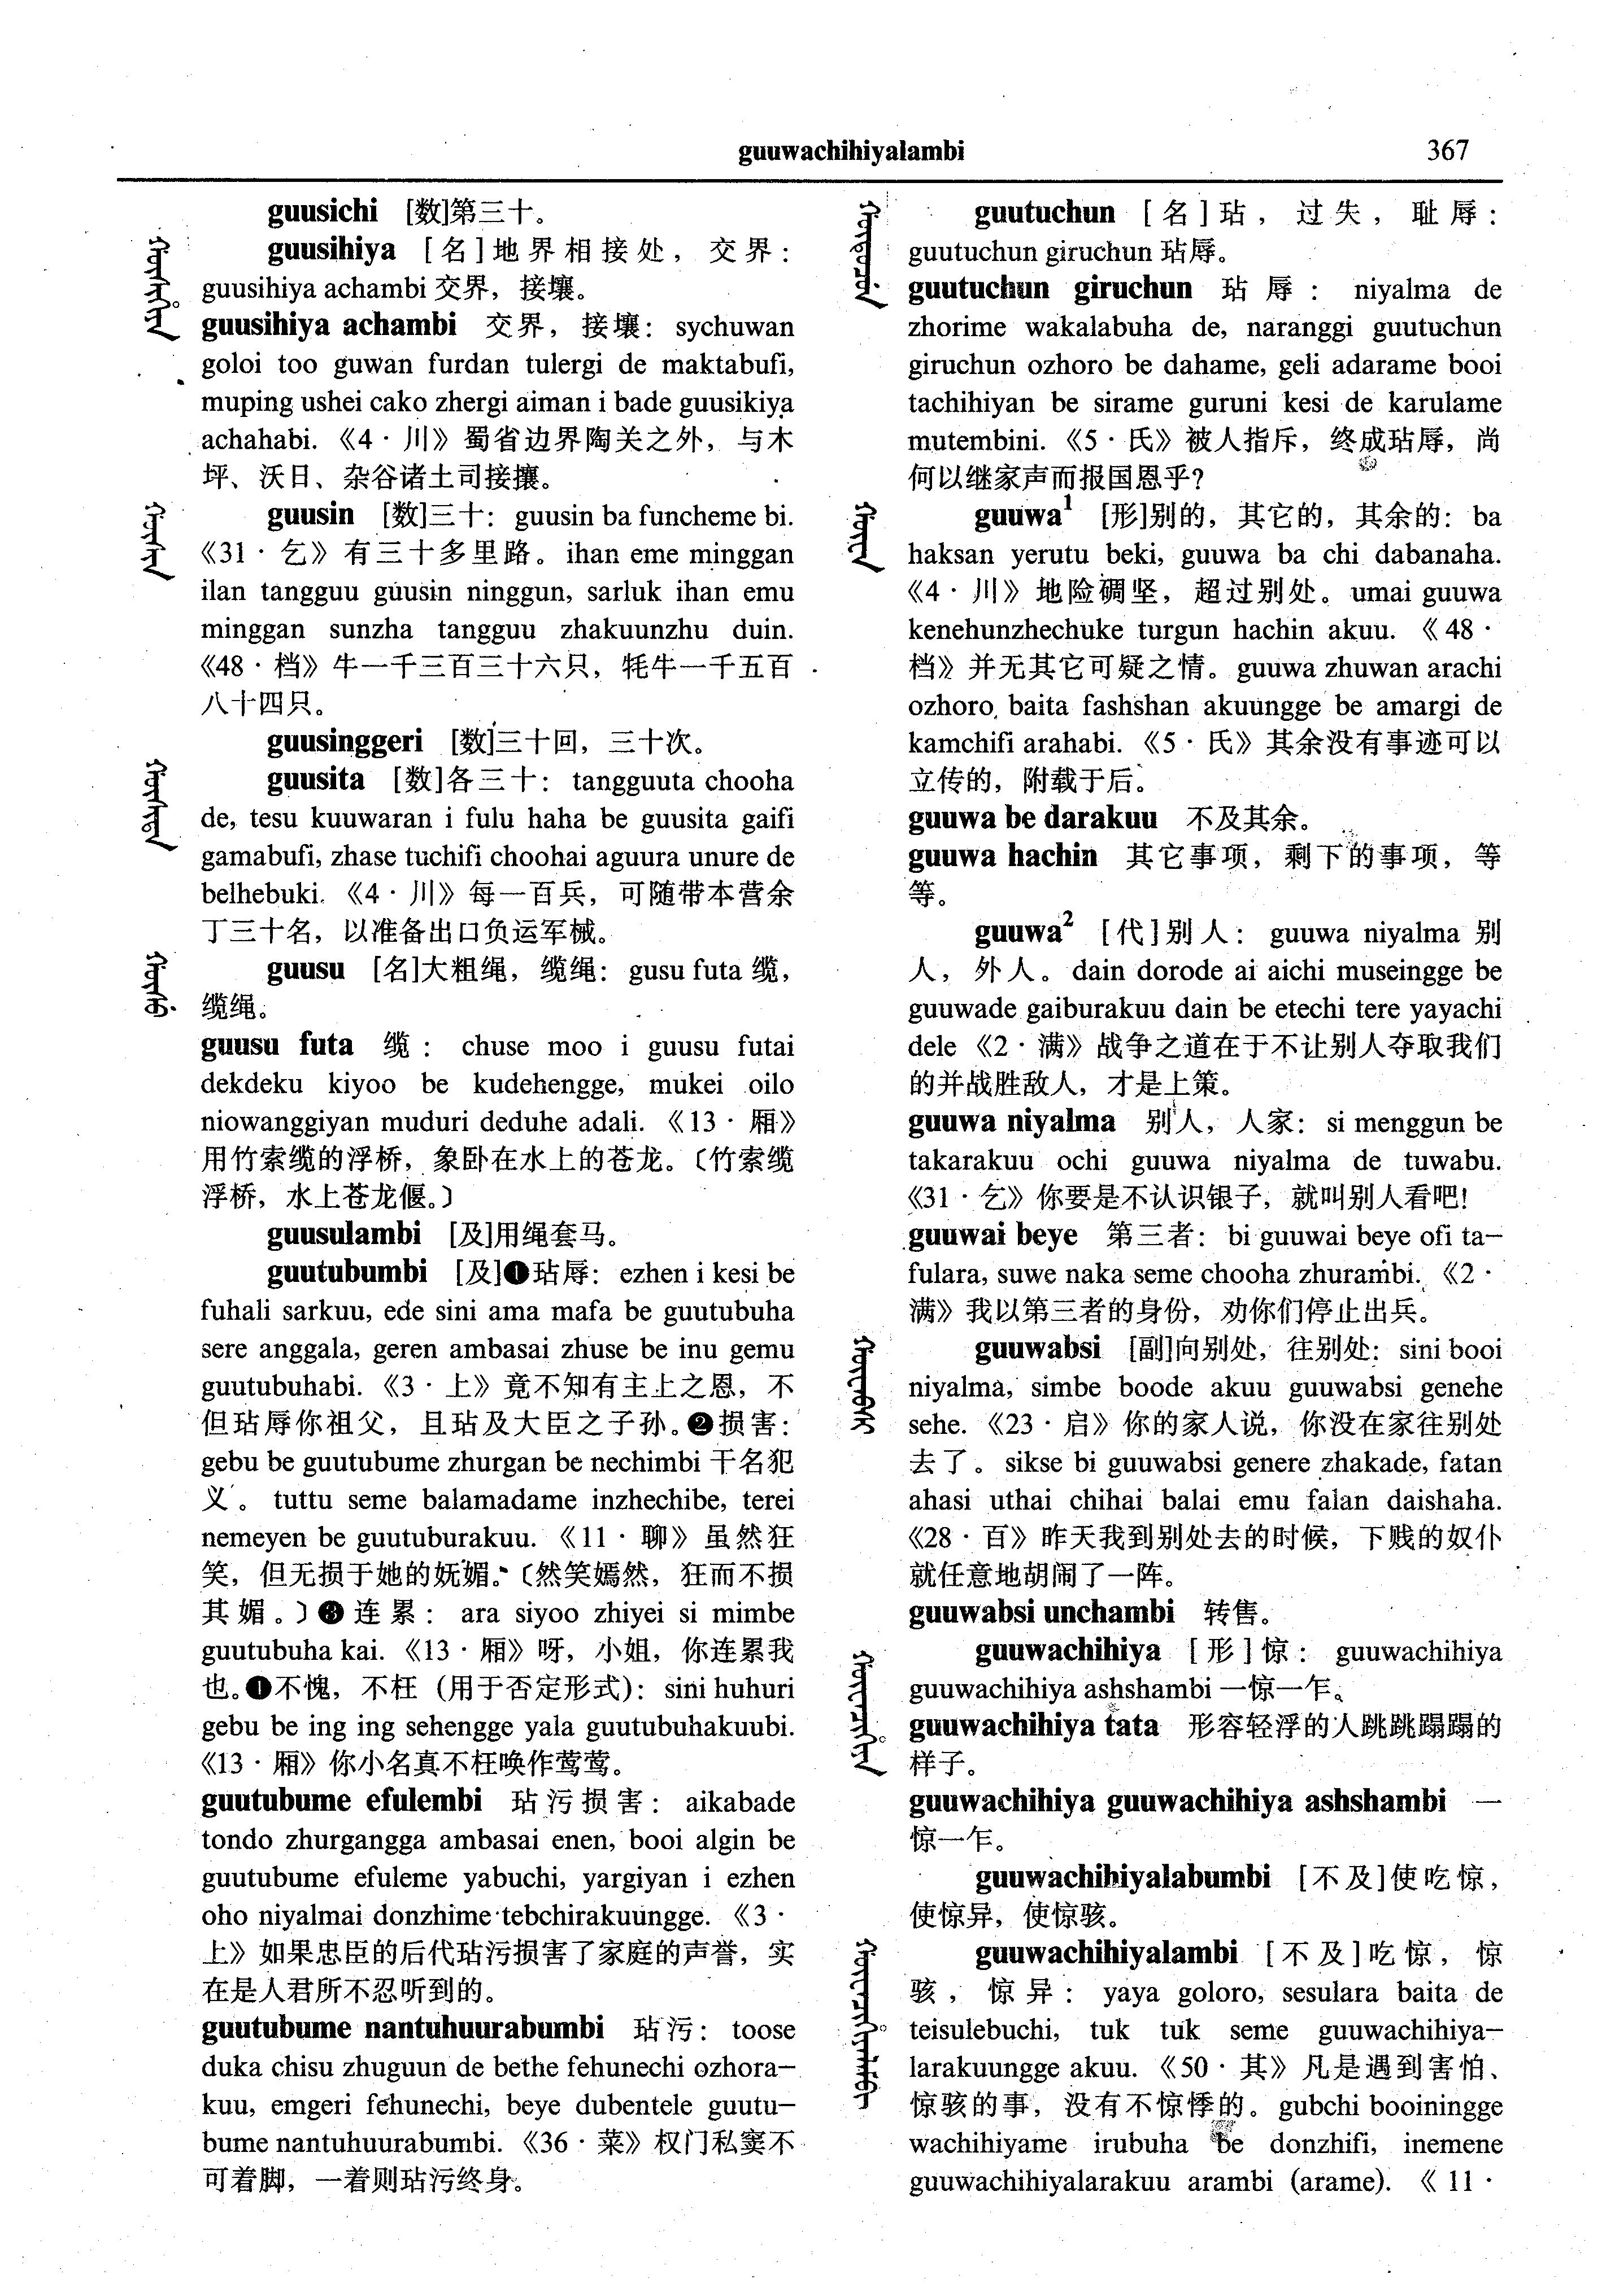 guuwachihiyalambi 367
guusichi [数]第三十。
guusihiya [名]地界相接处，交界：
guusihiya achambi 交界，接壤。
guusihiya achambi 交界，接壤：sychuwan
goloi too guwan furdan tulergi de maktabufi,
muping ushei cako zhergi aiman i bade guusikiya
achahabi. 《4·川》蜀省边界陶关之外，与木
坪、沃日、杂谷诸土司接攘。
guusin [数]三十：guusin ba funcheme bi.
《31·乞》有三十多里路。ihan eme minggan
ilan tangguu guusin ninggun, sarluk ihan emu
minggan sunzha tangguu zhakuunzhu duin.
《48·档》牛一千三百三十六只，牦牛一千五百
八十四只。
guusinggeri [数]三十回，三十次。
guusita [数]各三十：tangguuta chooha
de, tesu kuuwaran i fulu haha be guusita gaifi
gamabufi, zhase tuchifi choohai aguura unure de
belhebuki. 《4·川》每一百兵，可随带本营余
丁三十名，以准备出口负运军械。
guusu [名]大粗绳，缆绳：gusu futa 缆，
缆绳。
guusu futa 缆：chuse moo i guusu futai
dekdeku kiyoo be kudehengge, mukei oilo
niowanggiyan muduri deduhe adali. 《13·厢》
用竹索缆的浮桥，象卧在水上的苍龙。〔竹索缆
浮桥，水上苍龙偃。〕
guusulambi [及]用绳套马。
guutubumbi [及]❶玷辱：ezhen i kesi be
fuhali sarkuu, ede sini ama mafa be guutubuha
sere anggala, geren ambasai zhuse be inu gemu
guutubuhabi. 《3·上》竟不知有主上之恩，不
但玷辱你祖父，且玷及大臣之子孙。❷损害：
gebu be guutubume zhurgan be nechimbi 干名犯
义。tuttu seme balamadame inzhechibe, terei
nemeyen be guutuburakuu. 《11·聊》虽然狂
笑，但无损于她的妩媚。〔然笑嫣然，狂而不损
其媚。〕❸连累：ara siyoo zhiyei si mimbe
guutubuha kai. 《13·厢》呀，小姐，你连累我
也。❶不愧，不枉（用于否定形式）：sini huhuri
gebu be ing ing sehengge yala guutubuhakuubi.
《13·厢》你小名真不枉唤作莺莺。
guutubume efulembi 玷污损害：aikabade
tondo zhurgangga ambasai enen, booi algin be
guutubume efuleme yabuchi, yargiyan i ezhen
oho niyalmai donzhime tebchirakuungge. 《3·
上》如果忠臣的后代玷污损害了家庭的声誉，实
在是人君所不忍听到的。
guutubume nantuhuurabumbi 玷污：toose
duka chisu zhuguun de bethe fehunechi ozhora-
kuu, emgeri fehunechi, beye dubentele guutu-
bume nantuhuurabumbi. 《36·菜》权门私窦不
可着脚，一着则玷污终身。
guutuchun [名]玷，过失，耻辱：
guutuchun giruchun 玷辱。
guutuchun giruchun 玷辱：niyalma de
zhorime wakalabuha de, naranggi guutuchun
giruchun ozhoro be dahame, geli adarame booi
tachihiyan be sirame guruni kesi de karulame
mutembini. 《5·氏》被人指斥，终成玷辱，尚
何以继家声而报国恩乎？
guuwa¹ [形]别的，其它的，其余的：ba
haksan yerutu beki, guuwa ba chi dabanaha.
《4·川》地险碉坚，超过别处。umai guuwa
kenehunzhechuke turgun hachin akuu. 《48·
档》并无其它可疑之情。guuwa zhuwan arachi
ozhoro baita fashshan akuungge be amargi de
kamchifi arahabi. 《5·氏》其余没有事迹可以
立传的，附载于后。
guuwa be darakuu 不及其余。
guuwa hachin 其它事项，剩下的事项，等
等。
guuwa² [代]别人：guuwa niyalma 别
人，外人。dain dorode ai aichi museingge be
guuwade gaiburakuu dain be etechi tere yayachi
dele 《2·满》战争之道在于不让别人夺取我们
的并战胜敌人，才是上策。
guuwa niyalma 别人，人家：si menggun be
takarakuu ochi guuwa niyalma de tuwabu.
《31·乞》你要是不认识银子，就叫别人看吧！
guuwai beye 第三者：bi guuwai beye ofi ta-
fulara, suwe naka seme chooha zhurambi. 《2·
满》我以第三者的身份，劝你们停止出兵。
guuwabsi [副]向别处，往别处：sini booi
niyalma, simbe boode akuu guuwabsi genehe
sehe. 《23·启》你的家人说，你没在家往别处
去了。sikse bi guuwabsi genere zhakade, fatan
ahasi uthai chihai balai emu falan daishaha.
《28·百》昨天我到别处去的时候，下贱的奴仆
就任意地胡闹了一阵。
guuwabsi unchambi 转售。
guuwachihiya [形]惊：guuwachihiya
guuwachihiya ashshambi 一惊一乍。
guuwachihiya tata 形容轻浮的人跳跳蹋蹋的
样子。
guuwachihiya guuwachihiya ashshambi 一
惊一乍。
guuwachihiyalabumbi [不及]使吃惊，
使惊异，使惊骇。
guuwachihiyalambi [不及]吃惊，惊
骇，惊异：yaya goloro, sesulara baita de
teisulebuchi, tuk tuk seme guuwachihiya-
larakuungge akuu. 《50·其》凡是遇到害怕、
惊骇的事，没有不惊悸的。gubchi booiningge
wachihiyame irubuha be donzhifi, inemene
guuwachihiyalarakuu arambi (arame). 《11·